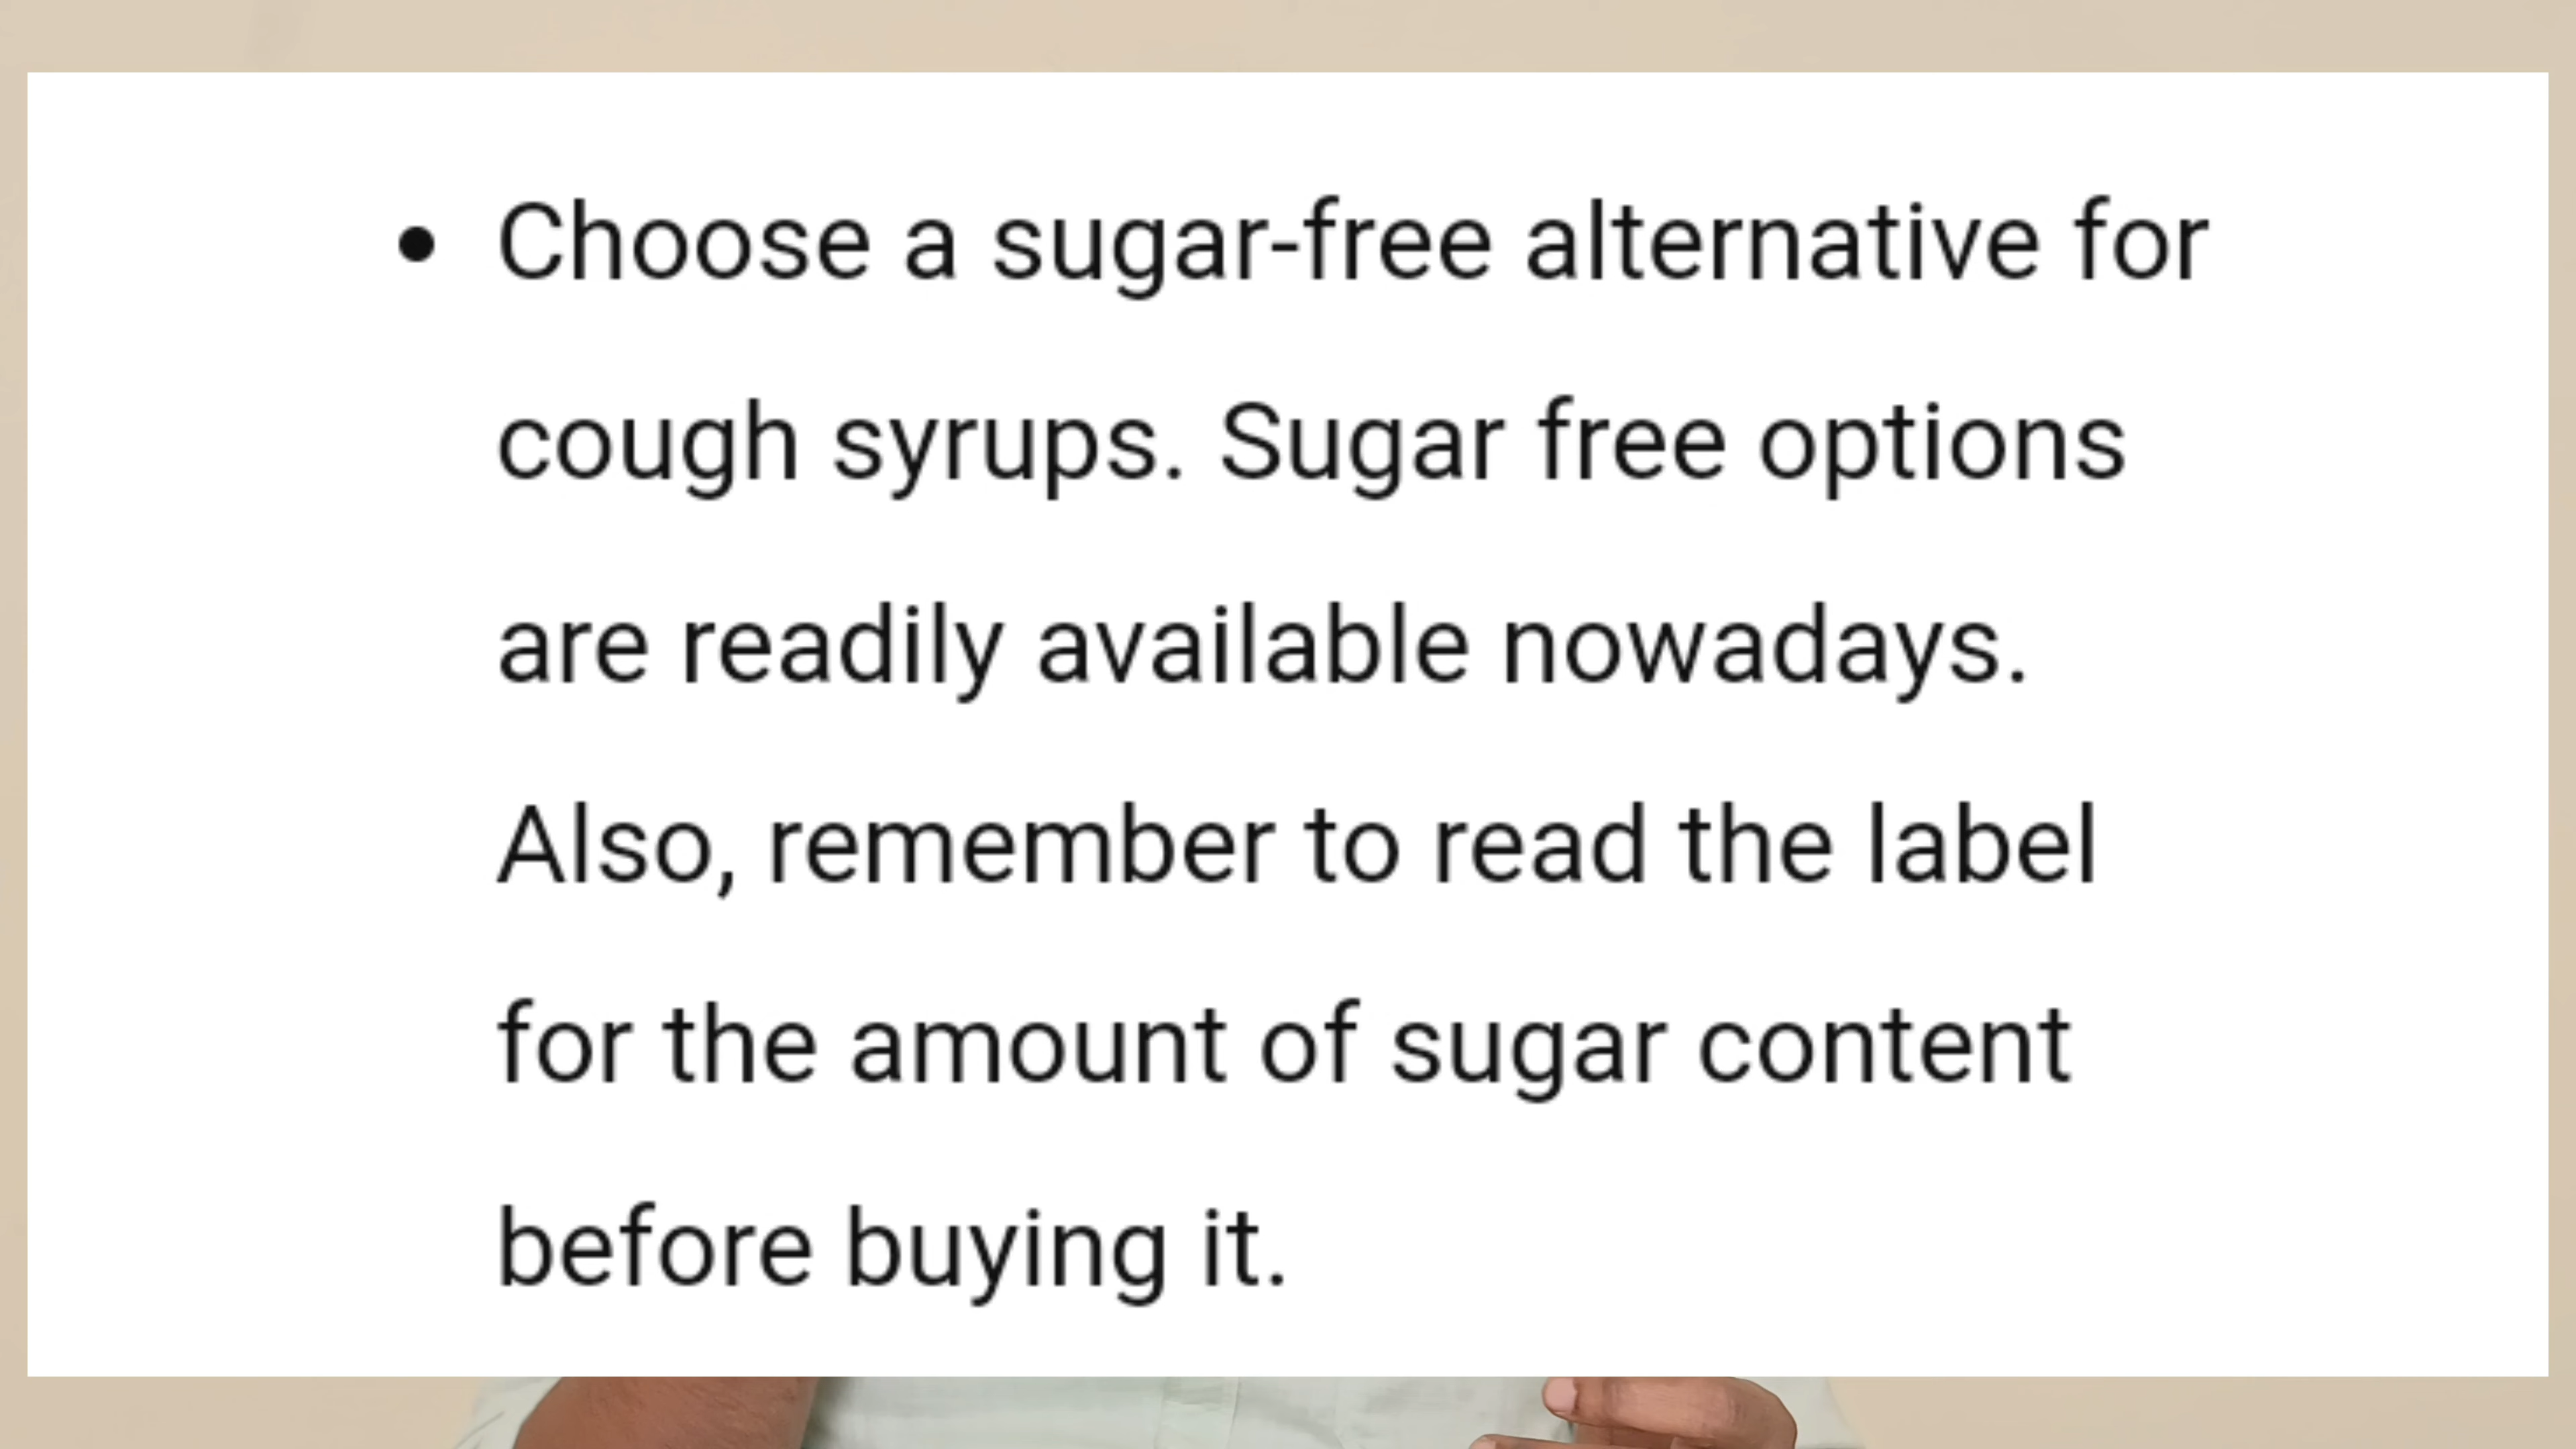 • Choose a sugar-free alternative for
cough syrups. Sugar free options
are readily available nowadays.
Also, remember to read the label
for the amount of sugar content
before buying it.